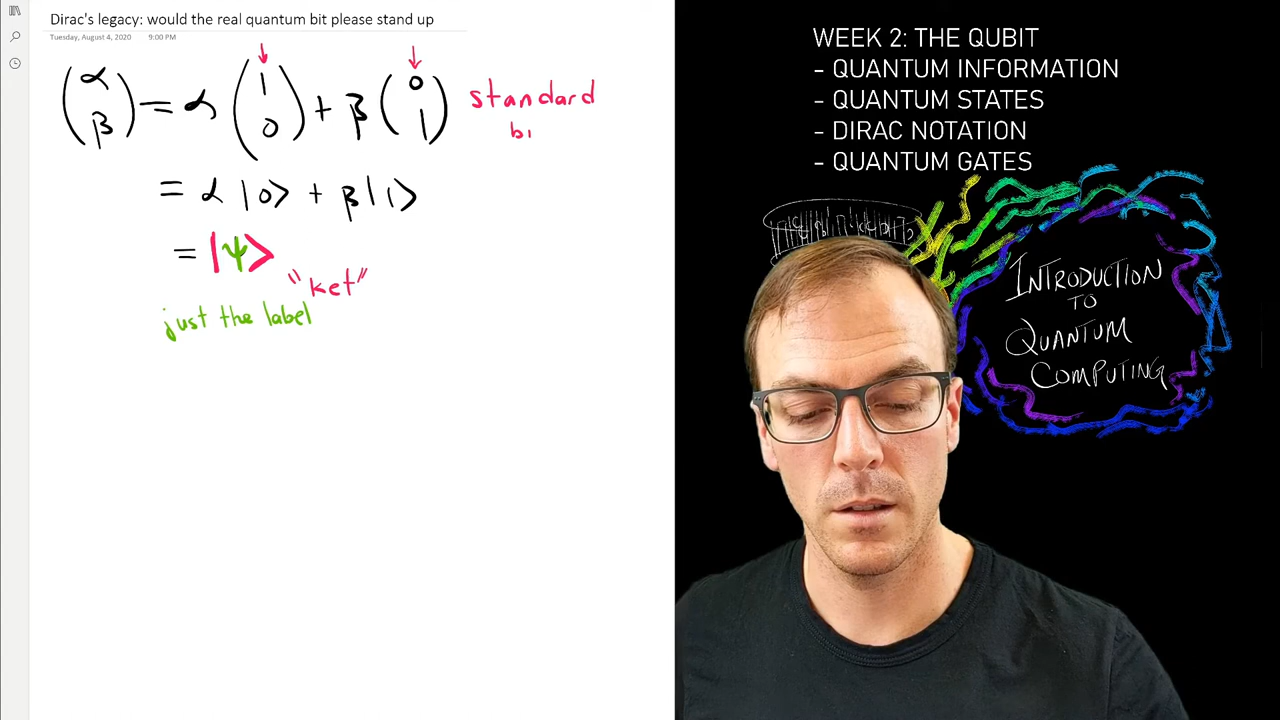 Dirac's legacy: would the real quantum bit please stand up
Tuesday, August 4, 2020 9:00 PM
(α β) = α (1 0) + β (0 1) standard
bi
= α |0> + β |1>
= |ψ>
"ket"
just the label
WEEK 2: THE QUBIT
- QUANTUM INFORMATION
- QUANTUM STATES
- DIRAC NOTATION
- QUANTUM GATES
INTRODUCTION
TO
QUANTUM
COMPUTING